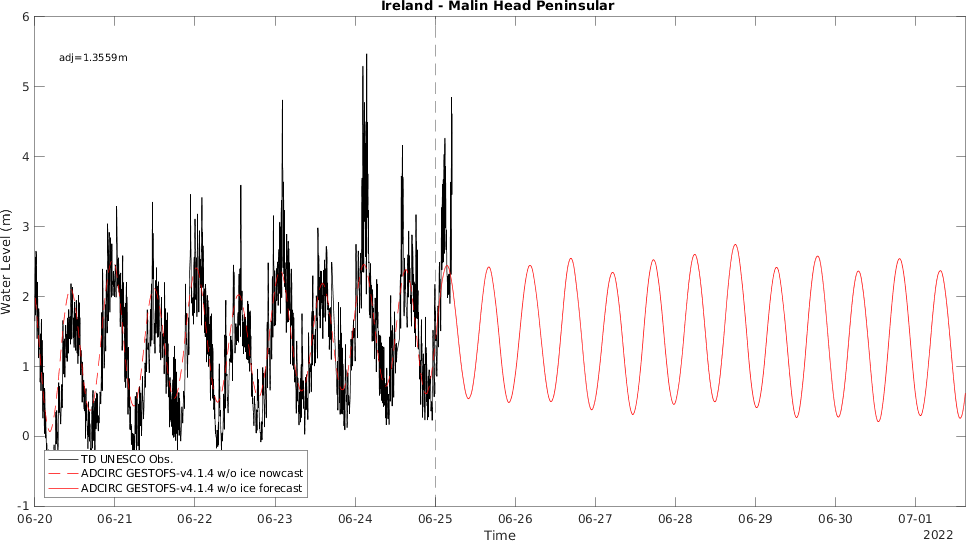 Ireland - Malin Head Peninsular
6
adj=1.3559m
5
4
3
2
1
0
-1
Water Level (m)
TD UNESCO Obs.
ADCIRC GESTOFS-v4.1.4 w/o ice nowcast
ADCIRC GESTOFS-v4.1.4 w/o ice forecast
06-20 06-21 06-22 06-23 06-24 06-25 06-26 06-27 06-28 06-29 06-30 07-01
Time
2022